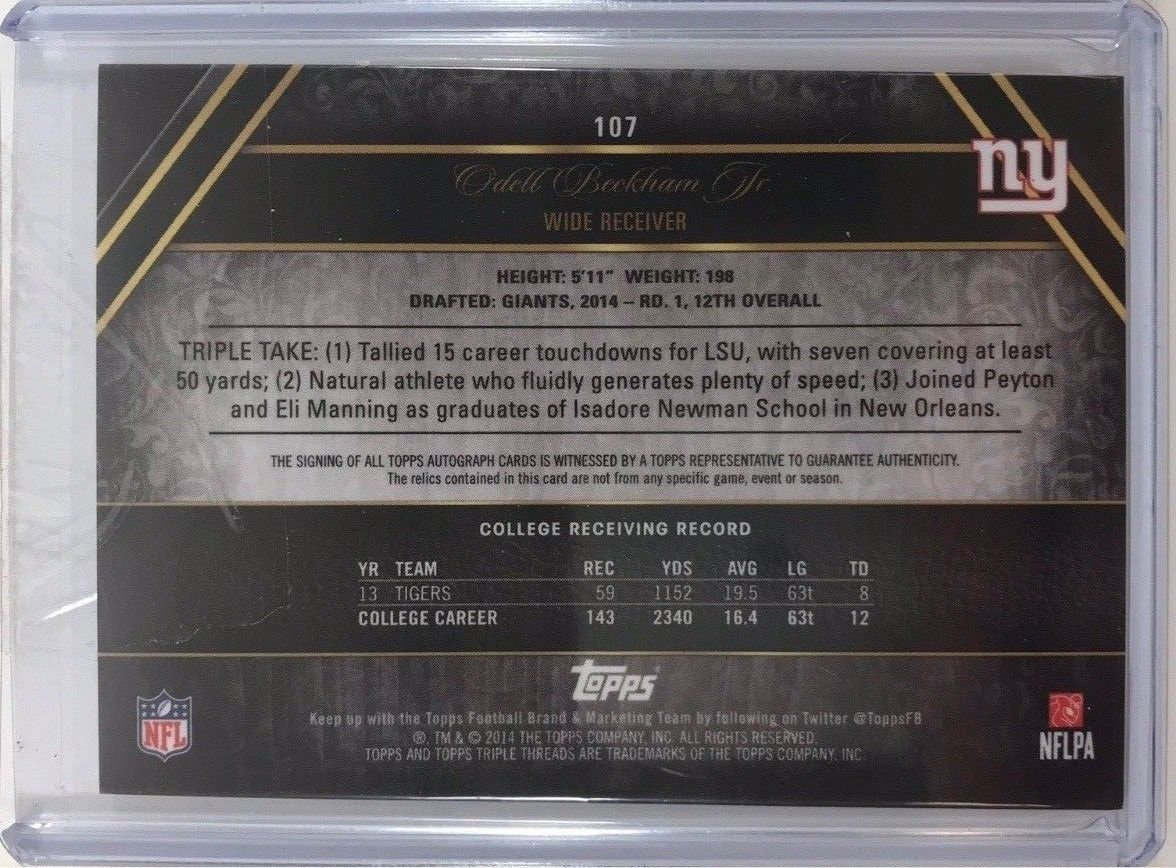 107
Odell Beckham Jr.
WIDE RECEIVER
ny
HEIGHT: 5'11" WEIGHT: 198
DRAFTED: GIANTS, 2014 – RD. 1, 12TH OVERALL
TRIPLE TAKE: (1) Tallied 15 career touchdowns for LSU, with seven covering at least
50 yards; (2) Natural athlete who fluidly generates plenty of speed; (3) Joined Peyton
and Eli Manning as graduates of Isadore Newman School in New Orleans.
THE SIGNING OF ALL TOPPS AUTOGRAPH CARDS IS WITNESSED BY A TOPPS REPRESENTATIVE TO GUARANTEE AUTHENTICITY.
The relics contained in this card are not from any specific game, event or season.
COLLEGE RECEIVING RECORD
YR TEAM REC YDS AVG LG TD
13 TIGERS 59 1152 19.5 63t 8
COLLEGE CAREER 143 2340 16.4 63t 12
Topps
Keep up with the Topps Football Brand & Marketing Team by following on Twitter @ToppsFB
®, TM & © 2014 THE TOPPS COMPANY, INC. ALL RIGHTS RESERVED.
TOPPS AND TOPPS TRIPLE THREADS ARE TRADEMARKS OF THE TOPPS COMPANY, INC.
NFL
NFLPA